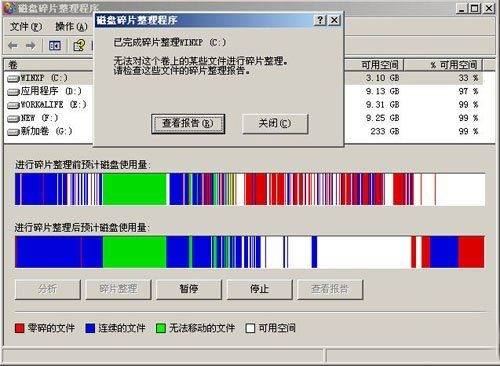 磁盘碎片整理程序
磁盘碎片整理程序
文件(F) 操作(A)
已完成碎片整理WINXP (C:)
无法对这个卷上的某些文件进行碎片整理。
请检查这些文件的碎片整理报告。
查看报告(R) 关闭(C)
卷 可用空间 %可用空间
WINXP (C:) 3.10 GB 33 %
应用程序 (D:) 9.13 GB 97 %
WORK&LIFE (E:) 9.31 GB 99 %
NEW (F:) 9.25 GB 99 %
新加卷 (G:) 233 GB 99 %
进行碎片整理前预计磁盘使用量:
进行碎片整理后预计磁盘使用量:
分析 碎片整理 暂停 停止 查看报告
零碎的文件 连续的文件 无法移动的文件 可用空间